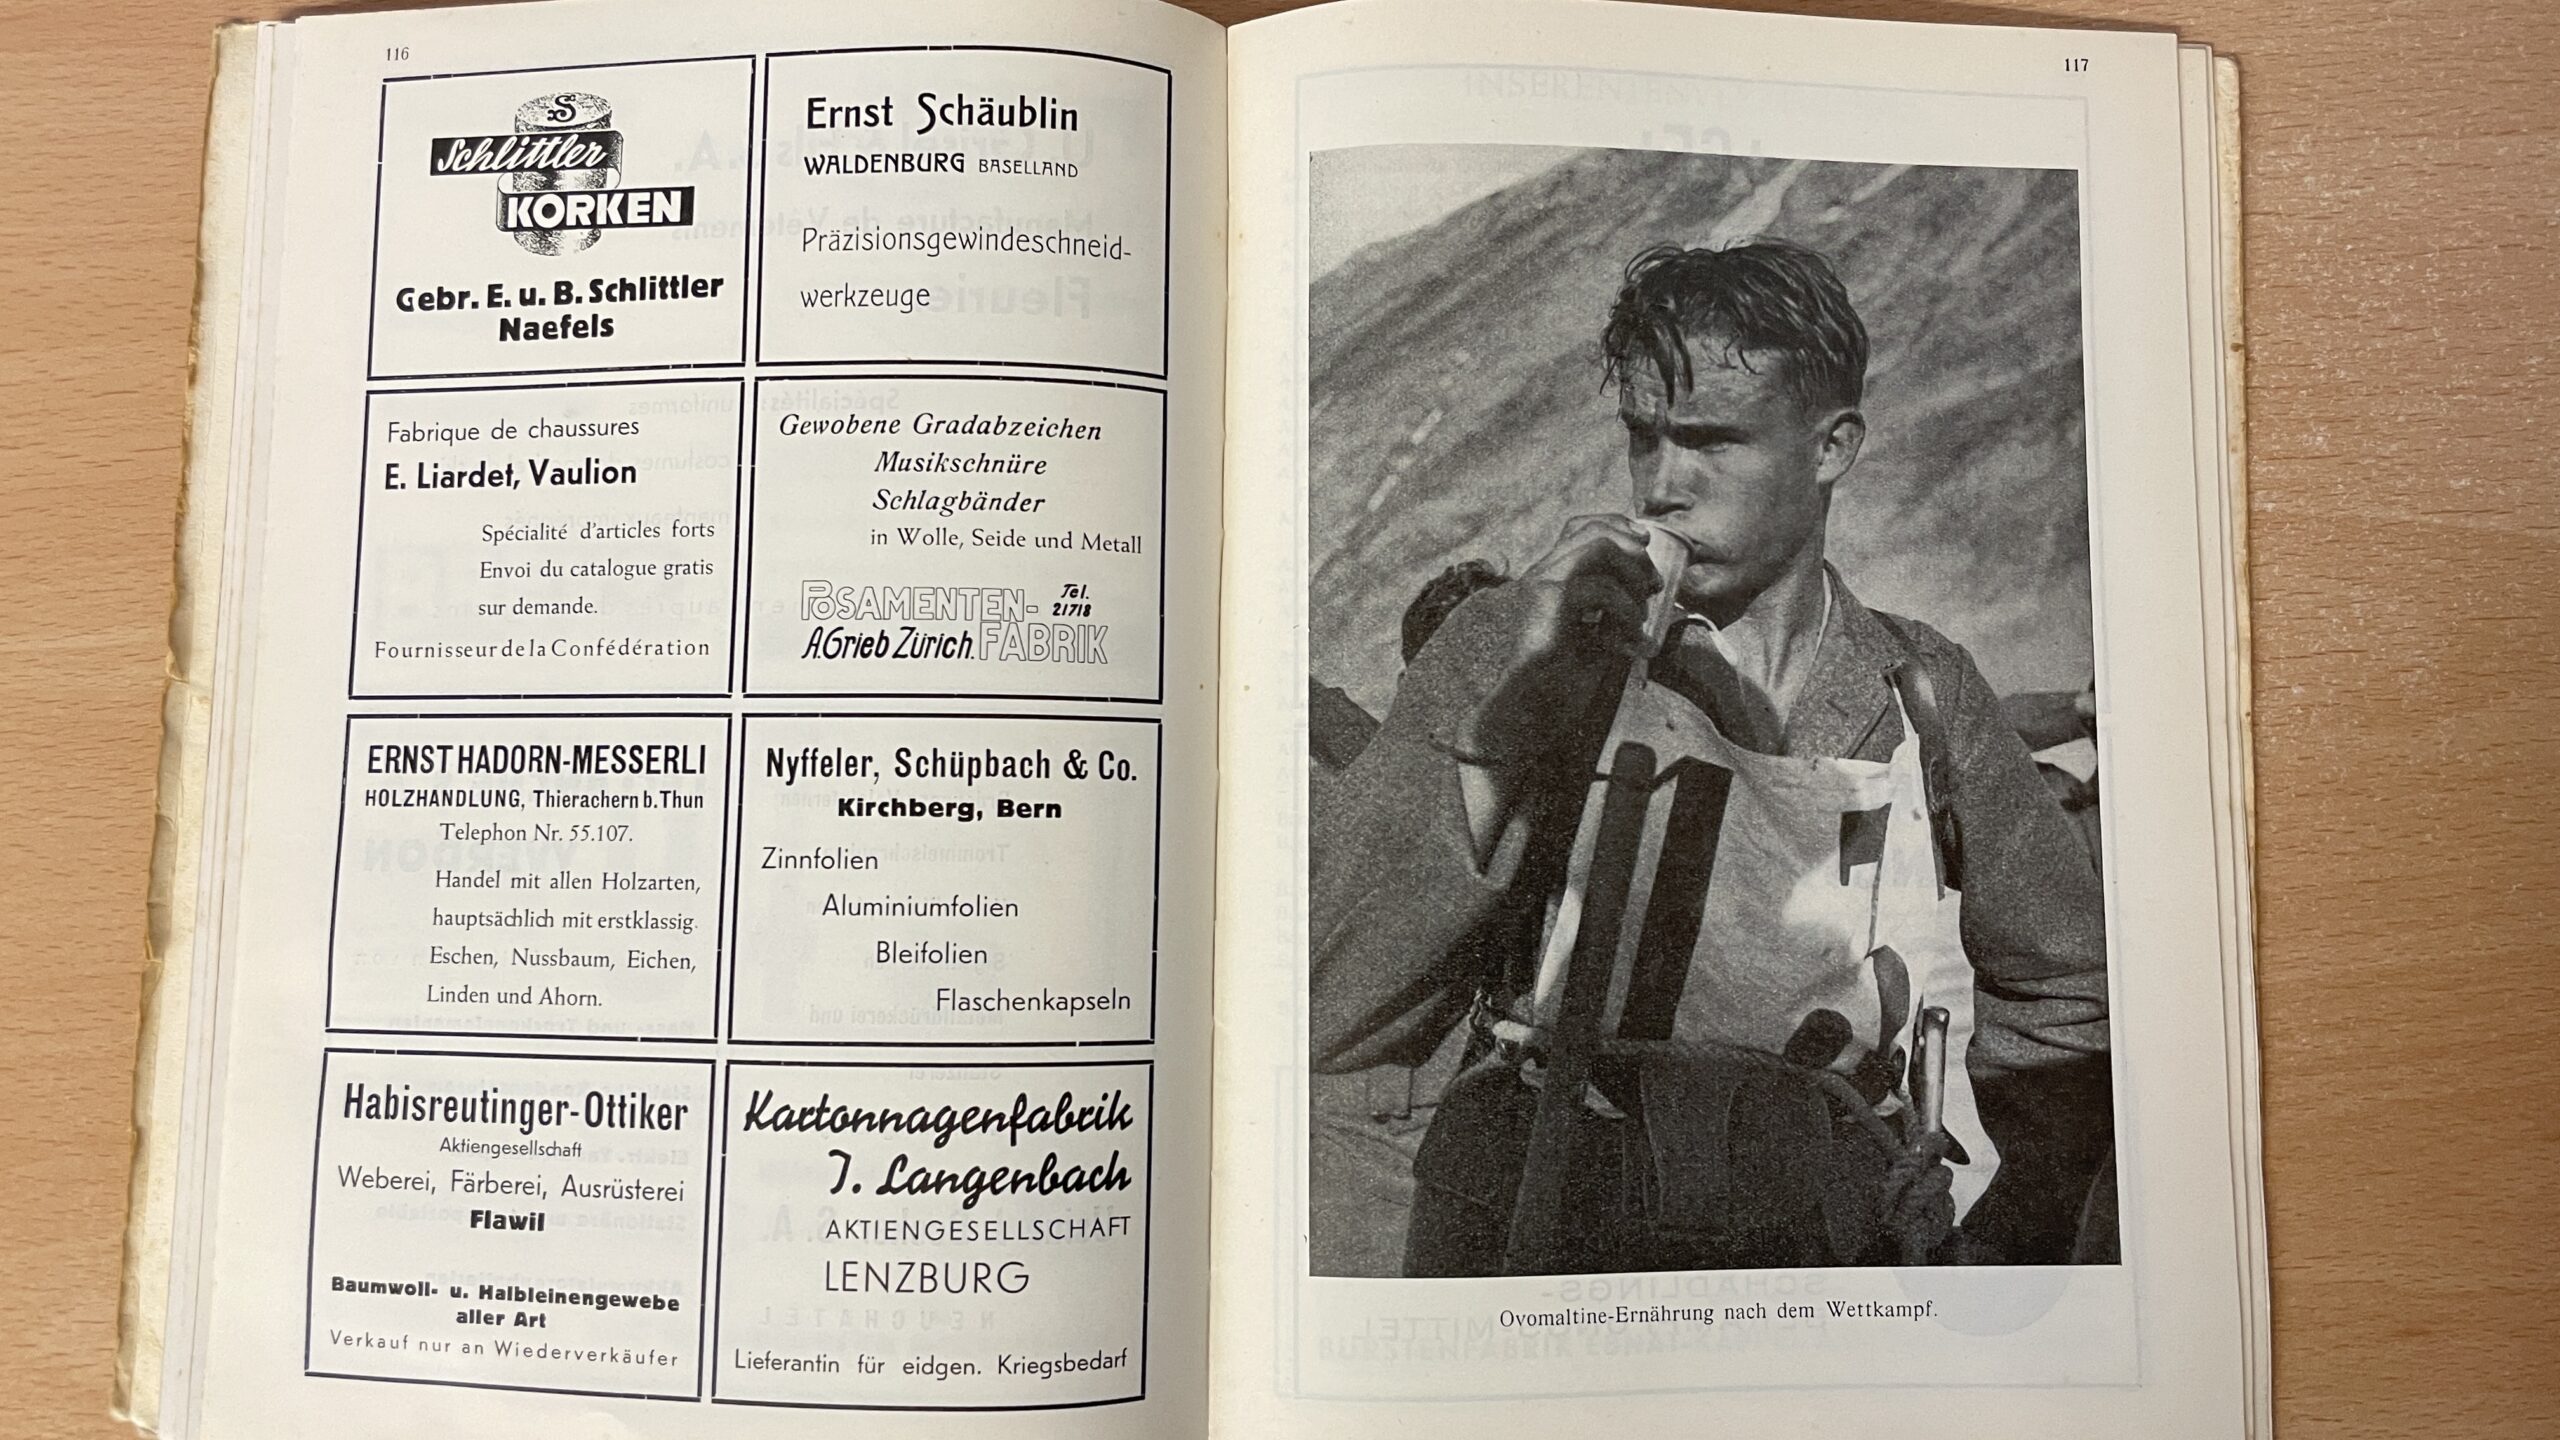 116
S
Schlittler
KORKEN
Gebr. E. u. B. Schlittler
Naefels
Ernst Schäublin
WALDENBURG BASELLAND
Präzisionsgewindeschneid-
werkzeuge
Fabrique de chaussures
E. Liardet, Vaulion
Spécialité d'articles forts
Envoi du catalogue gratis
sur demande.
Fournisseur de la Confédération
Gewobene Gradabzeichen
Musikschnüre
Schlagbänder
in Wolle, Seide und Metall
POSAMENTEN- Tel. 21718
A. Grieb Zürich. FABRIK
ERNST HADORN-MESSERLI
HOLZHANDLUNG, Thierachern b. Thun
Telephon Nr. 55.107.
Handel mit allen Holzarten,
hauptsächlich mit erstklassig.
Eschen, Nussbaum, Eichen,
Linden und Ahorn.
Nyffeler, Schüpbach & Co.
Kirchberg, Bern
Zinnfolien
Aluminiumfolien
Bleifolien
Flaschenkapseln
Habisreutinger-Ottiker
Aktiengesellschaft
Weberei, Färberei, Ausrüsterei
Flawil
Baumwoll- u. Halbleinengewebe
aller Art
Verkauf nur an Wiederverkäufer
Kartonnagenfabrik
J. Langenbach
AKTIENGESELLSCHAFT
LENZBURG
Lieferantin für eidgen. Kriegsbedarf
117
Ovomaltine-Ernährung nach dem Wettkampf.